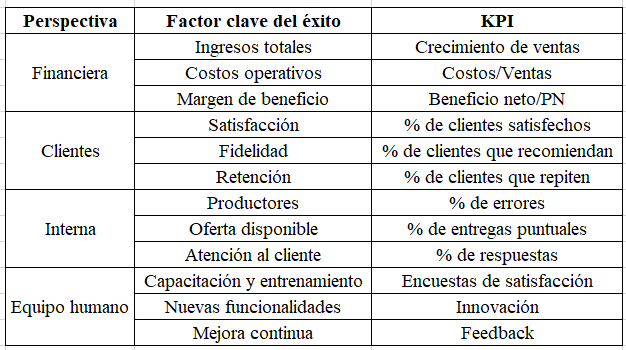 Perspectiva Factor clave del éxito KPI
Financiera
Ingresos totales Crecimiento de ventas
Costos operativos Costos/Ventas
Margen de beneficio Beneficio neto/PN
Clientes
Satisfacción % de clientes satisfechos
Fidelidad % de clientes que recomiendan
Retención % de clientes que repiten
Interna
Productores % de errores
Oferta disponible % de entregas puntuales
Atención al cliente % de respuestas
Equipo humano
Capacitación y entrenamiento Encuestas de satisfacción
Nuevas funcionalidades Innovación
Mejora continua Feedback